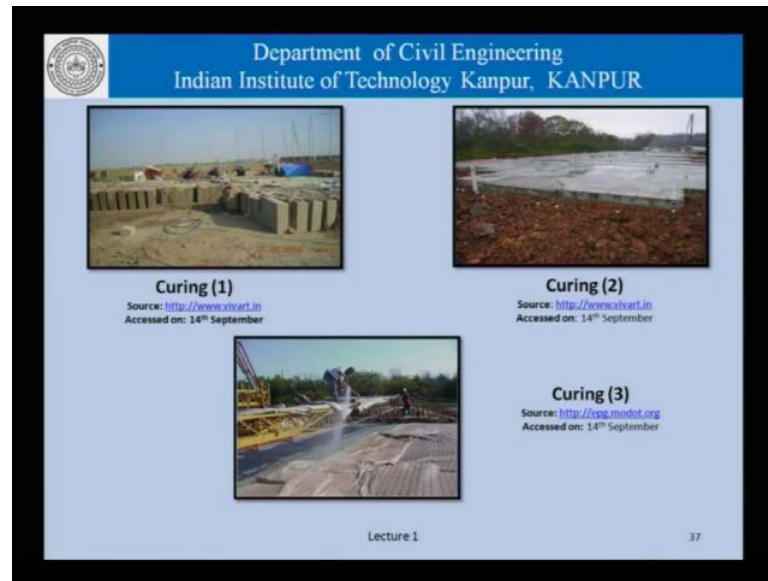 Department of Civil Engineering
Indian Institute of Technology Kanpur, KANPUR
Curing (1)
Source: http://www.vivart.in
Accessed on: 14th September
Curing (2)
Source: http://www.vivart.in
Accessed on: 14th September
Curing (3)
Source: http://epg.modot.org
Accessed on: 14th September
Lecture 1
37